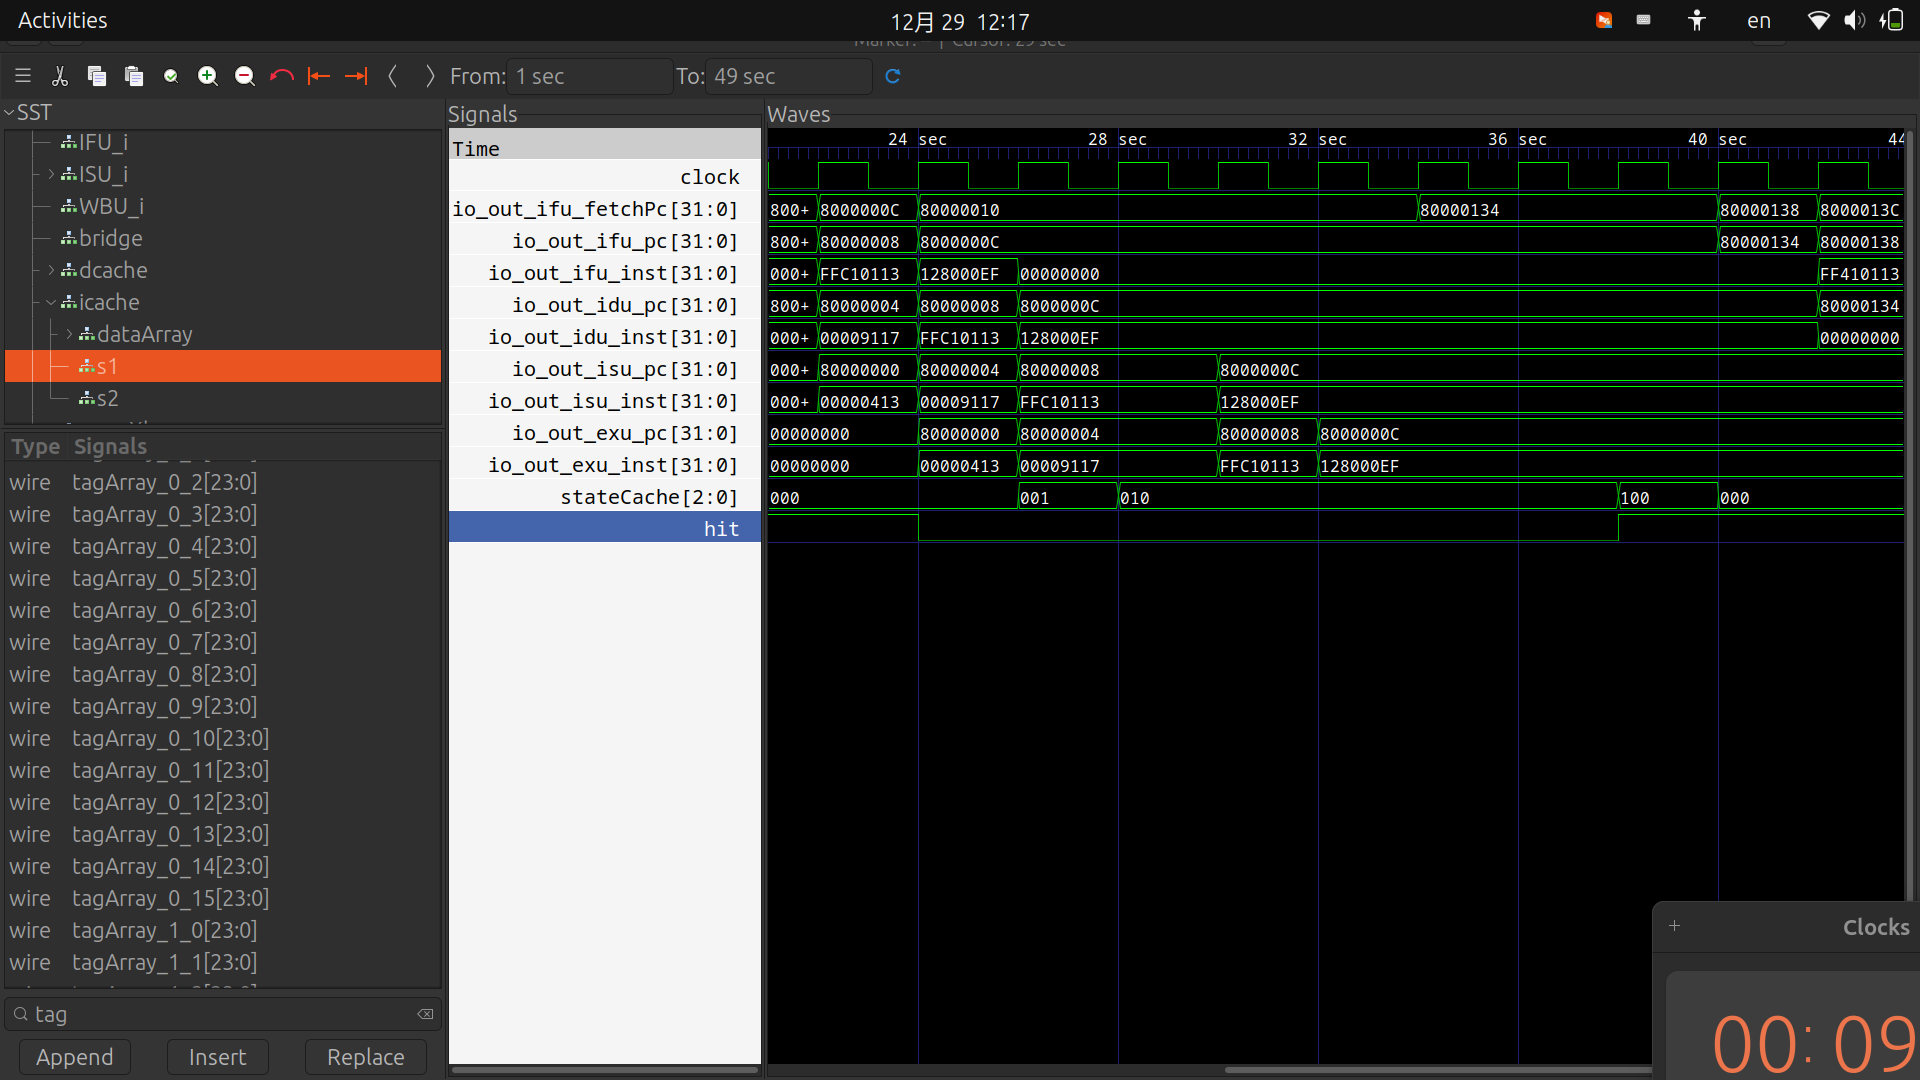 Activities
12月 29 12:17
en
From:
1 sec
To:
49 sec
SST
IFU_i
ISU_i
WBU_i
bridge
dcache
icache
dataArray
s1
s2
Type Signals
wire tagArray_0_2[23:0]
wire tagArray_0_3[23:0]
wire tagArray_0_4[23:0]
wire tagArray_0_5[23:0]
wire tagArray_0_6[23:0]
wire tagArray_0_7[23:0]
wire tagArray_0_8[23:0]
wire tagArray_0_9[23:0]
wire tagArray_0_10[23:0]
wire tagArray_0_11[23:0]
wire tagArray_0_12[23:0]
wire tagArray_0_13[23:0]
wire tagArray_0_14[23:0]
wire tagArray_0_15[23:0]
wire tagArray_1_0[23:0]
wire tagArray_1_1[23:0]
tag
Append Insert Replace
Signals
Time
clock
io_out_ifu_fetchPc[31:0]
io_out_ifu_pc[31:0]
io_out_ifu_inst[31:0]
io_out_idu_pc[31:0]
io_out_idu_inst[31:0]
io_out_isu_pc[31:0]
io_out_isu_inst[31:0]
io_out_exu_pc[31:0]
io_out_exu_inst[31:0]
stateCache[2:0]
hit
Waves
24 sec 28 sec 32 sec 36 sec 40 sec 44
800+ 8000000C 80000010 80000134 80000138 8000013C
800+ 80000008 8000000C 80000134 80000138
000+ FFC10113 128000EF 00000000 FF410113
800+ 80000004 80000008 8000000C 80000134
000+ 00009117 FFC10113 128000EF 00000000
000+ 80000000 80000004 80000008 8000000C
000+ 00000413 00009117 FFC10113 128000EF
00000000 80000000 80000004 80000008 8000000C
00000000 00000413 00009117 FFC10113 128000EF
000 001 010 100 000
Clocks
00:09